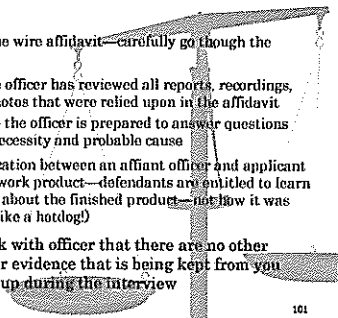 e wire affidavit—carefully go though the
e officer has reviewed all reports, recordings,
otos that were relied upon in the affidavit
the officer is prepared to answer questions
cessity and probable cause
ation between an affiant officer and applicant
work product—defendants are entitled to learn
about the finished product—not how it was
ike a hotdog!)
k with officer that there are no other
r evidence that is being kept from you
up during the interview
101